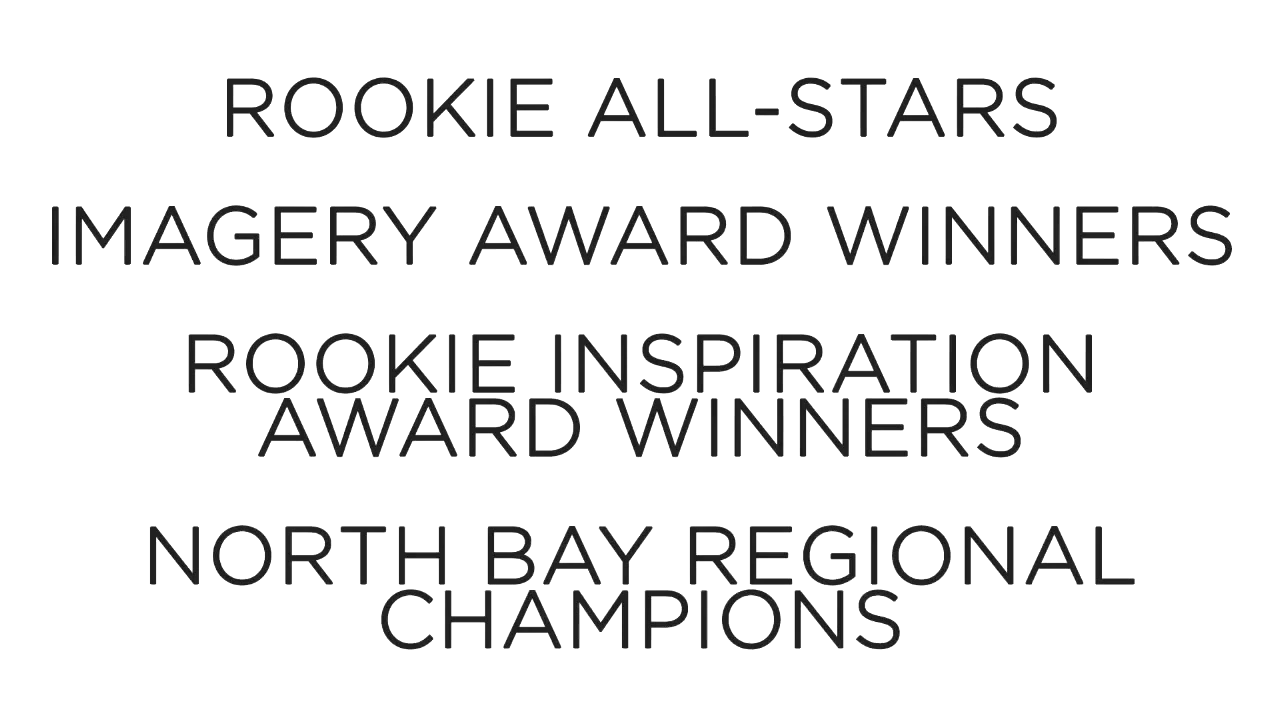 ROOKIE ALL-STARS
IMAGERY AWARD WINNERS
ROOKIE INSPIRATION
AWARD WINNERS
NORTH BAY REGIONAL
CHAMPIONS